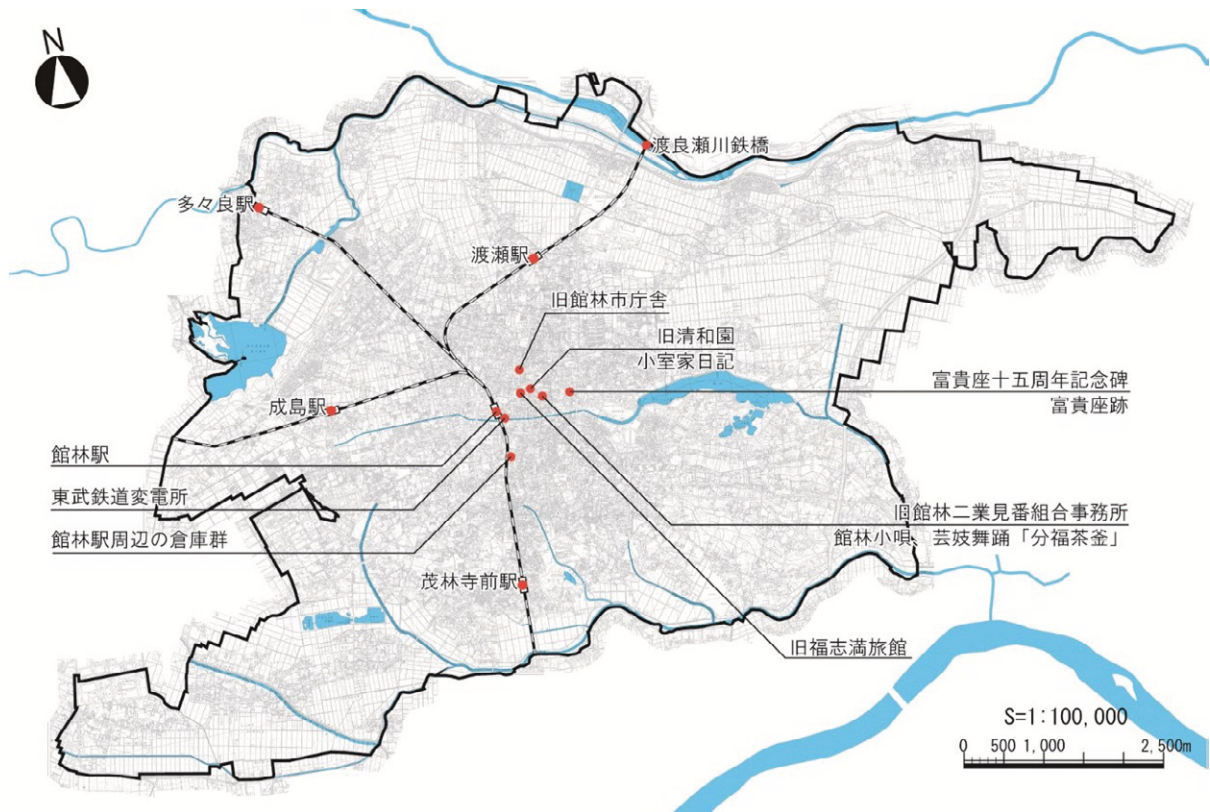 N
渡良瀬川鉄橋
多々良駅
渡瀬駅
旧館林市庁舎
旧清和園
小室家日記
富貴座十五周年記念碑
富貴座跡
成島駅
館林駅
東武鉄道変電所
館林駅周辺の倉庫群
旧館林二業見番組合事務所
館林小唄 芸妓舞踊「分福茶釜」
茂林寺前駅
旧福志満旅館
S=1:100,000
0 500 1,000 2,500m